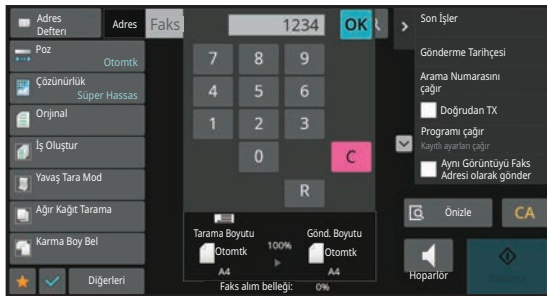 Adres
Defteri
Adres
Faks
1234
OK
Poz
Otomtk
Çözünürlük
Süper Hassas
Orijinal
İş Oluştur
Yavaş Tara Mod
Ağır Kağıt Tarama
Karma Boy Bel
Diğerleri
7
8
9
4
5
6
1
2
3
0
C
R
Tarama Boyutu
Otomtk
A4
100%
Gönd. Boyutu
Otomtk
A4
Faks alım belleği:
0%
Son İşler
Gönderme Tarihçesi
Arama Numarasını
çağır
Doğrudan TX
Programı çağır
Kayıtlı ayarları çağır
Aynı Görüntüyü Faks
Adresi olarak gönder
Önizle
CA
Hoparlör